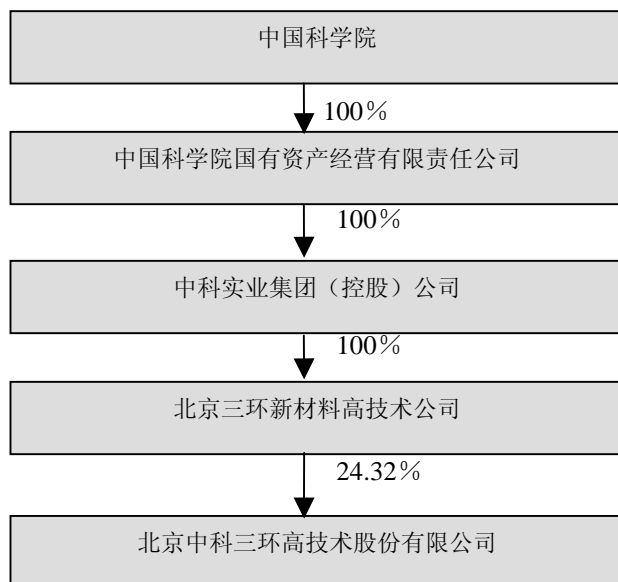 中国科学院
100％
中国科学院国有资产经营有限责任公司
100％
中科实业集团（控股）公司
100％
北京三环新材料高技术公司
24.32％
北京中科三环高技术股份有限公司